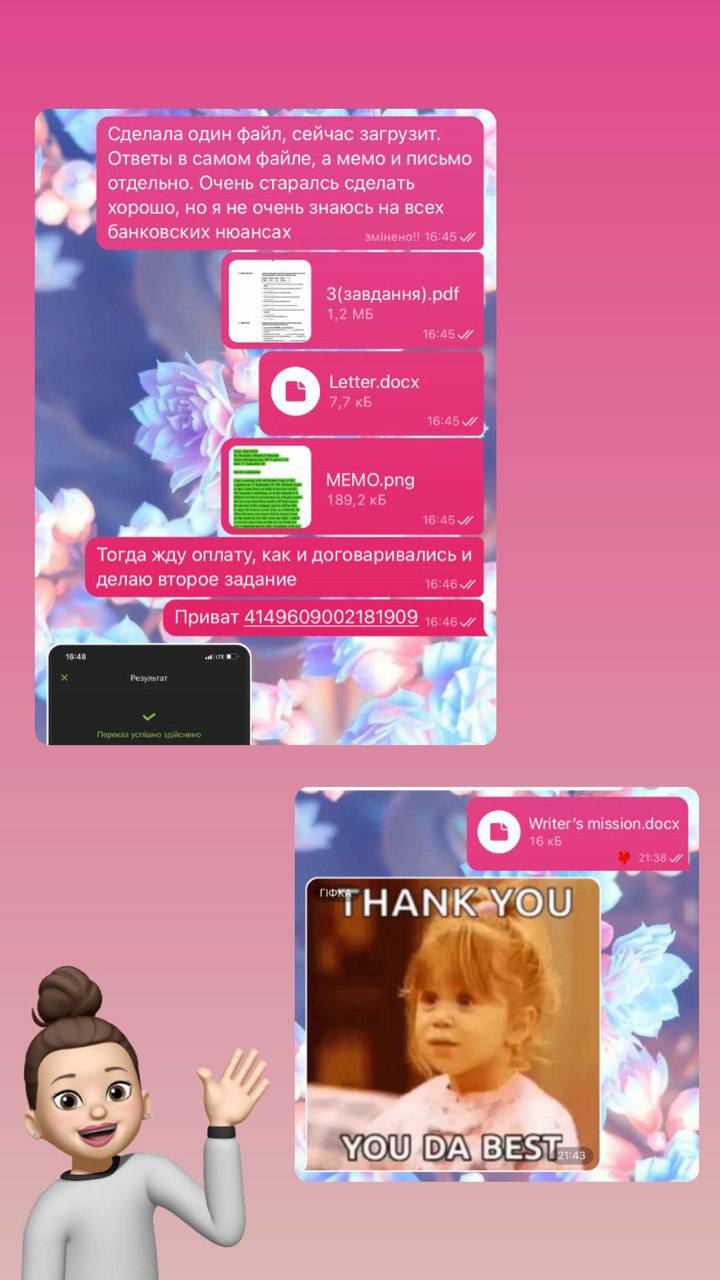 Сделала один файл, сейчас загрузит.
Ответы в самом файле, а мемо и письмо
отдельно. Очень старалсь сделать
хорошо, но я не очень знаюсь на всех
банковских нюансах
змінено!! 16:45
3(завдання).pdf
1,2 МБ
16:45
Letter.docx
7,7 кБ
16:45
MEMO.png
189,2 кБ
16:45
Тогда жду оплату, как и договаривались и
делаю второе задание
16:46
Приват 4149609002181909 16:46
16:48
LTE
Результат
Переказ успішно здійснено
Writer's mission.docx
16 кБ
21:38
ГІФКА
THANK YOU
YOU DA BEST
21:43